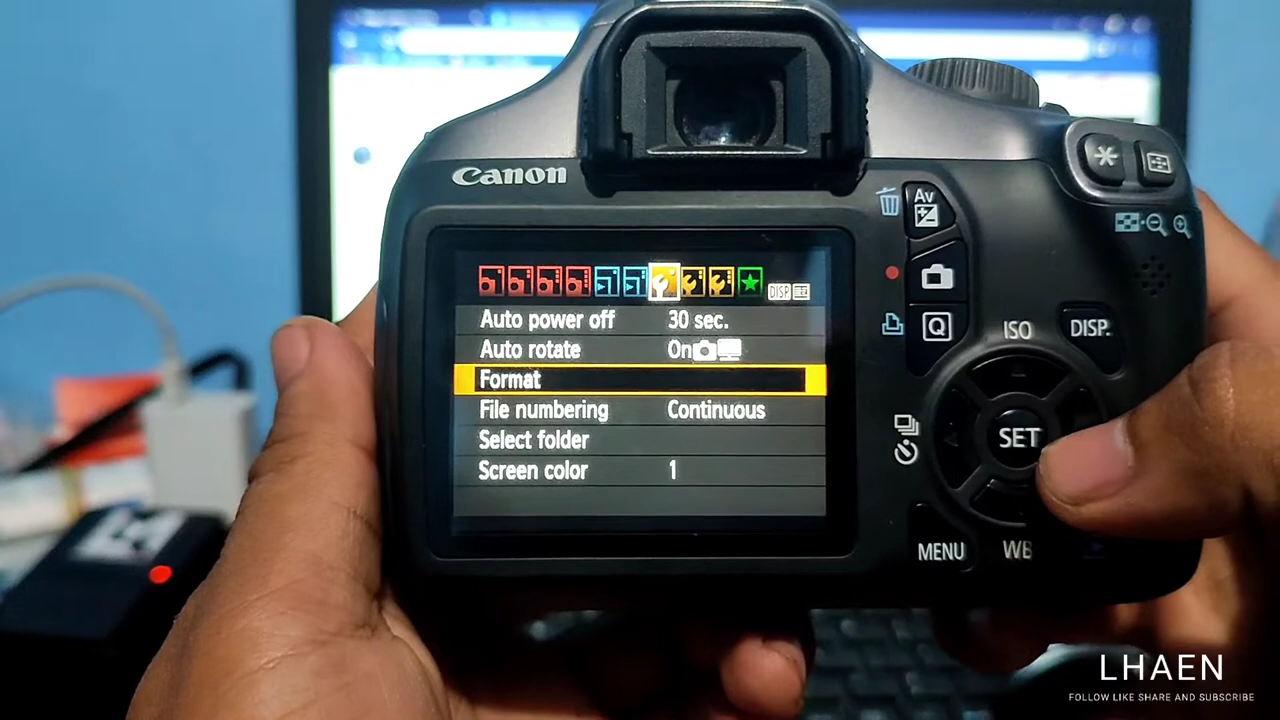 Canon
Av
DISP
Auto power off 30 sec.
Auto rotate On
Format
File numbering Continuous
Select folder
Screen color 1
Q
ISO
DISP.
SET
MENU
WB
LHAEN
FOLLOW LIKE SHARE AND SUBSCRIBE